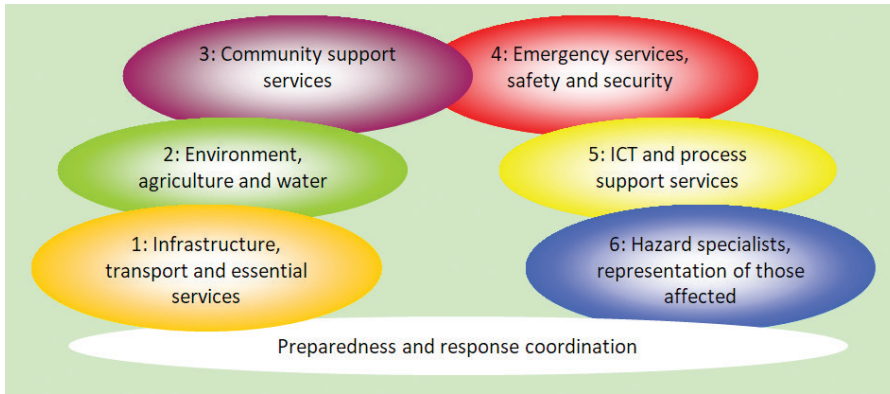 3: Community support
services
4: Emergency services,
safety and security
2: Environment,
agriculture and water
5: ICT and process
support services
1: Infrastructure,
transport and essential
services
6: Hazard specialists,
representation of those
affected
Preparedness and response coordination